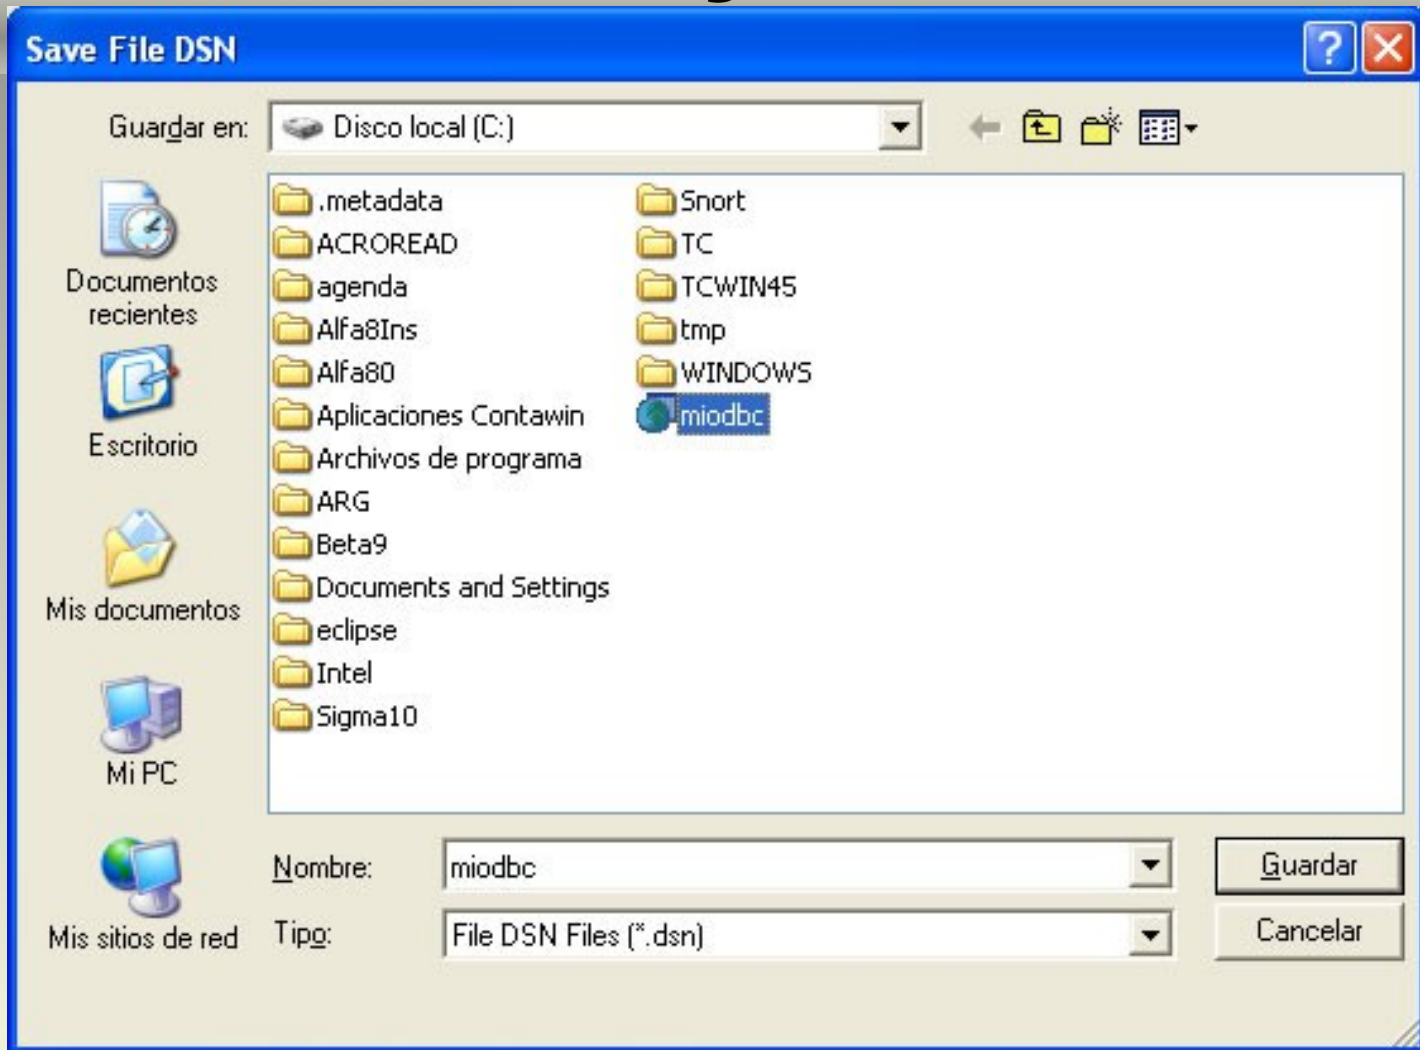 Save File DSN
Guardar en: Disco local (C:)
.metadata
ACROREAD
agenda
Alfa8Ins
Alfa80
Aplicaciones Contawin
Archivos de programa
ARG
Beta9
Documents and Settings
eclipse
Intel
Sigma10
Snort
TC
TCWIN45
tmp
WINDOWS
miodbc
Documentos
recientes
Escritorio
Mis documentos
Mi PC
Mis sitios de red
Nombre: miodbc
Guardar
Tipo: File DSN Files (*.dsn)
Cancelar